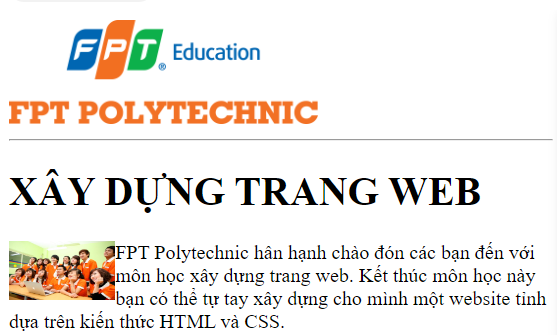 FPT® Education
FPT POLYTECHNIC
XÂY DỰNG TRANG WEB
FPT Polytechnic hân hạnh chào đón các bạn đến với
môn học xây dựng trang web. Kết thúc môn học này
bạn có thể tự tay xây dựng cho mình một website tỉnh
dựa trên kiến thức HTML và CSS.